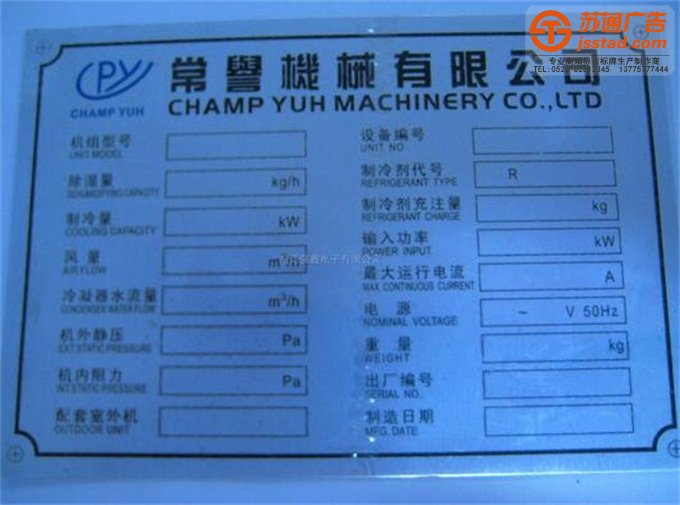 苏通广告
jsstad.com
CPY
CHAMP YUH
常譽機械有限公司
CHAMP YUH MACHINERY CO.,LTD
机组型号
UNIT MODEL
除湿量 kg/h
DEHUMIDIFYING CAPACITY
制冷量 kW
COOLING CAPACITY
风量 m³/h
AIR FLOW
冷凝器水流量 m³/h
CONDENSER WATER FLOW
机外静压 Pa
EXT.STATIC PRESSURE
机内阻力 Pa
INT.STATIC PRESSURE
配套室外机
OUTDOOR UNIT
设备编号
UNIT NO.
制冷剂代号 R
REFRIGERANT TYPE
制冷剂充注量 kg
REFRIGERANT CHARGE
输入功率 kW
POWER INPUT
最大运行电流 A
MAX. CONTINUOUS CURRENT
电源 ~ V 50Hz
NOMINAL VOLTAGE
重量 kg
WEIGHT
出厂编号
SERIAL NO.
制造日期
MFG. DATE